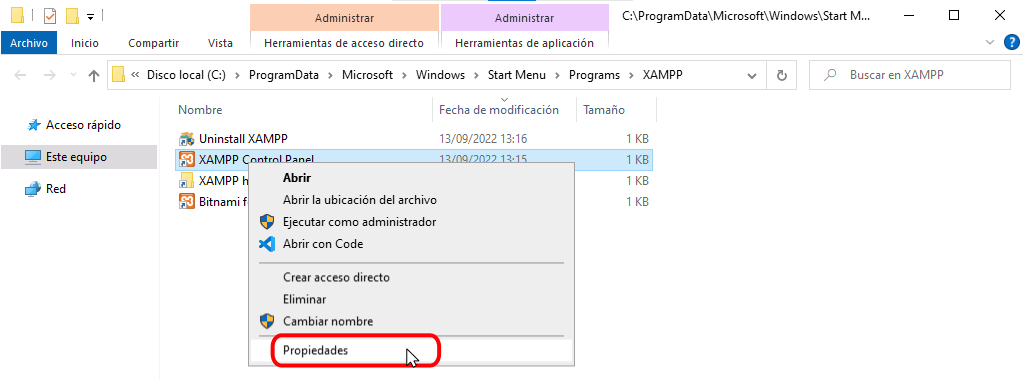 Administrar Administrar C:\ProgramData\Microsoft\Windows\Start M...
Archivo Inicio Compartir Vista Herramientas de acceso directo Herramientas de aplicación
« Disco local (C:) > ProgramData > Microsoft > Windows > Start Menu > Programs > XAMPP Buscar en XAMPP
Nombre Fecha de modificación Tamaño
Acceso rápido
Este equipo
Red
Uninstall XAMPP 13/09/2022 13:16 1 KB
XAMPP Control Panel 13/09/2022 13:15 1 KB
XAMPP h 1 KB
Bitnami f 1 KB
Abrir
Abrir la ubicación del archivo
Ejecutar como administrador
Abrir con Code
Crear acceso directo
Eliminar
Cambiar nombre
Propiedades